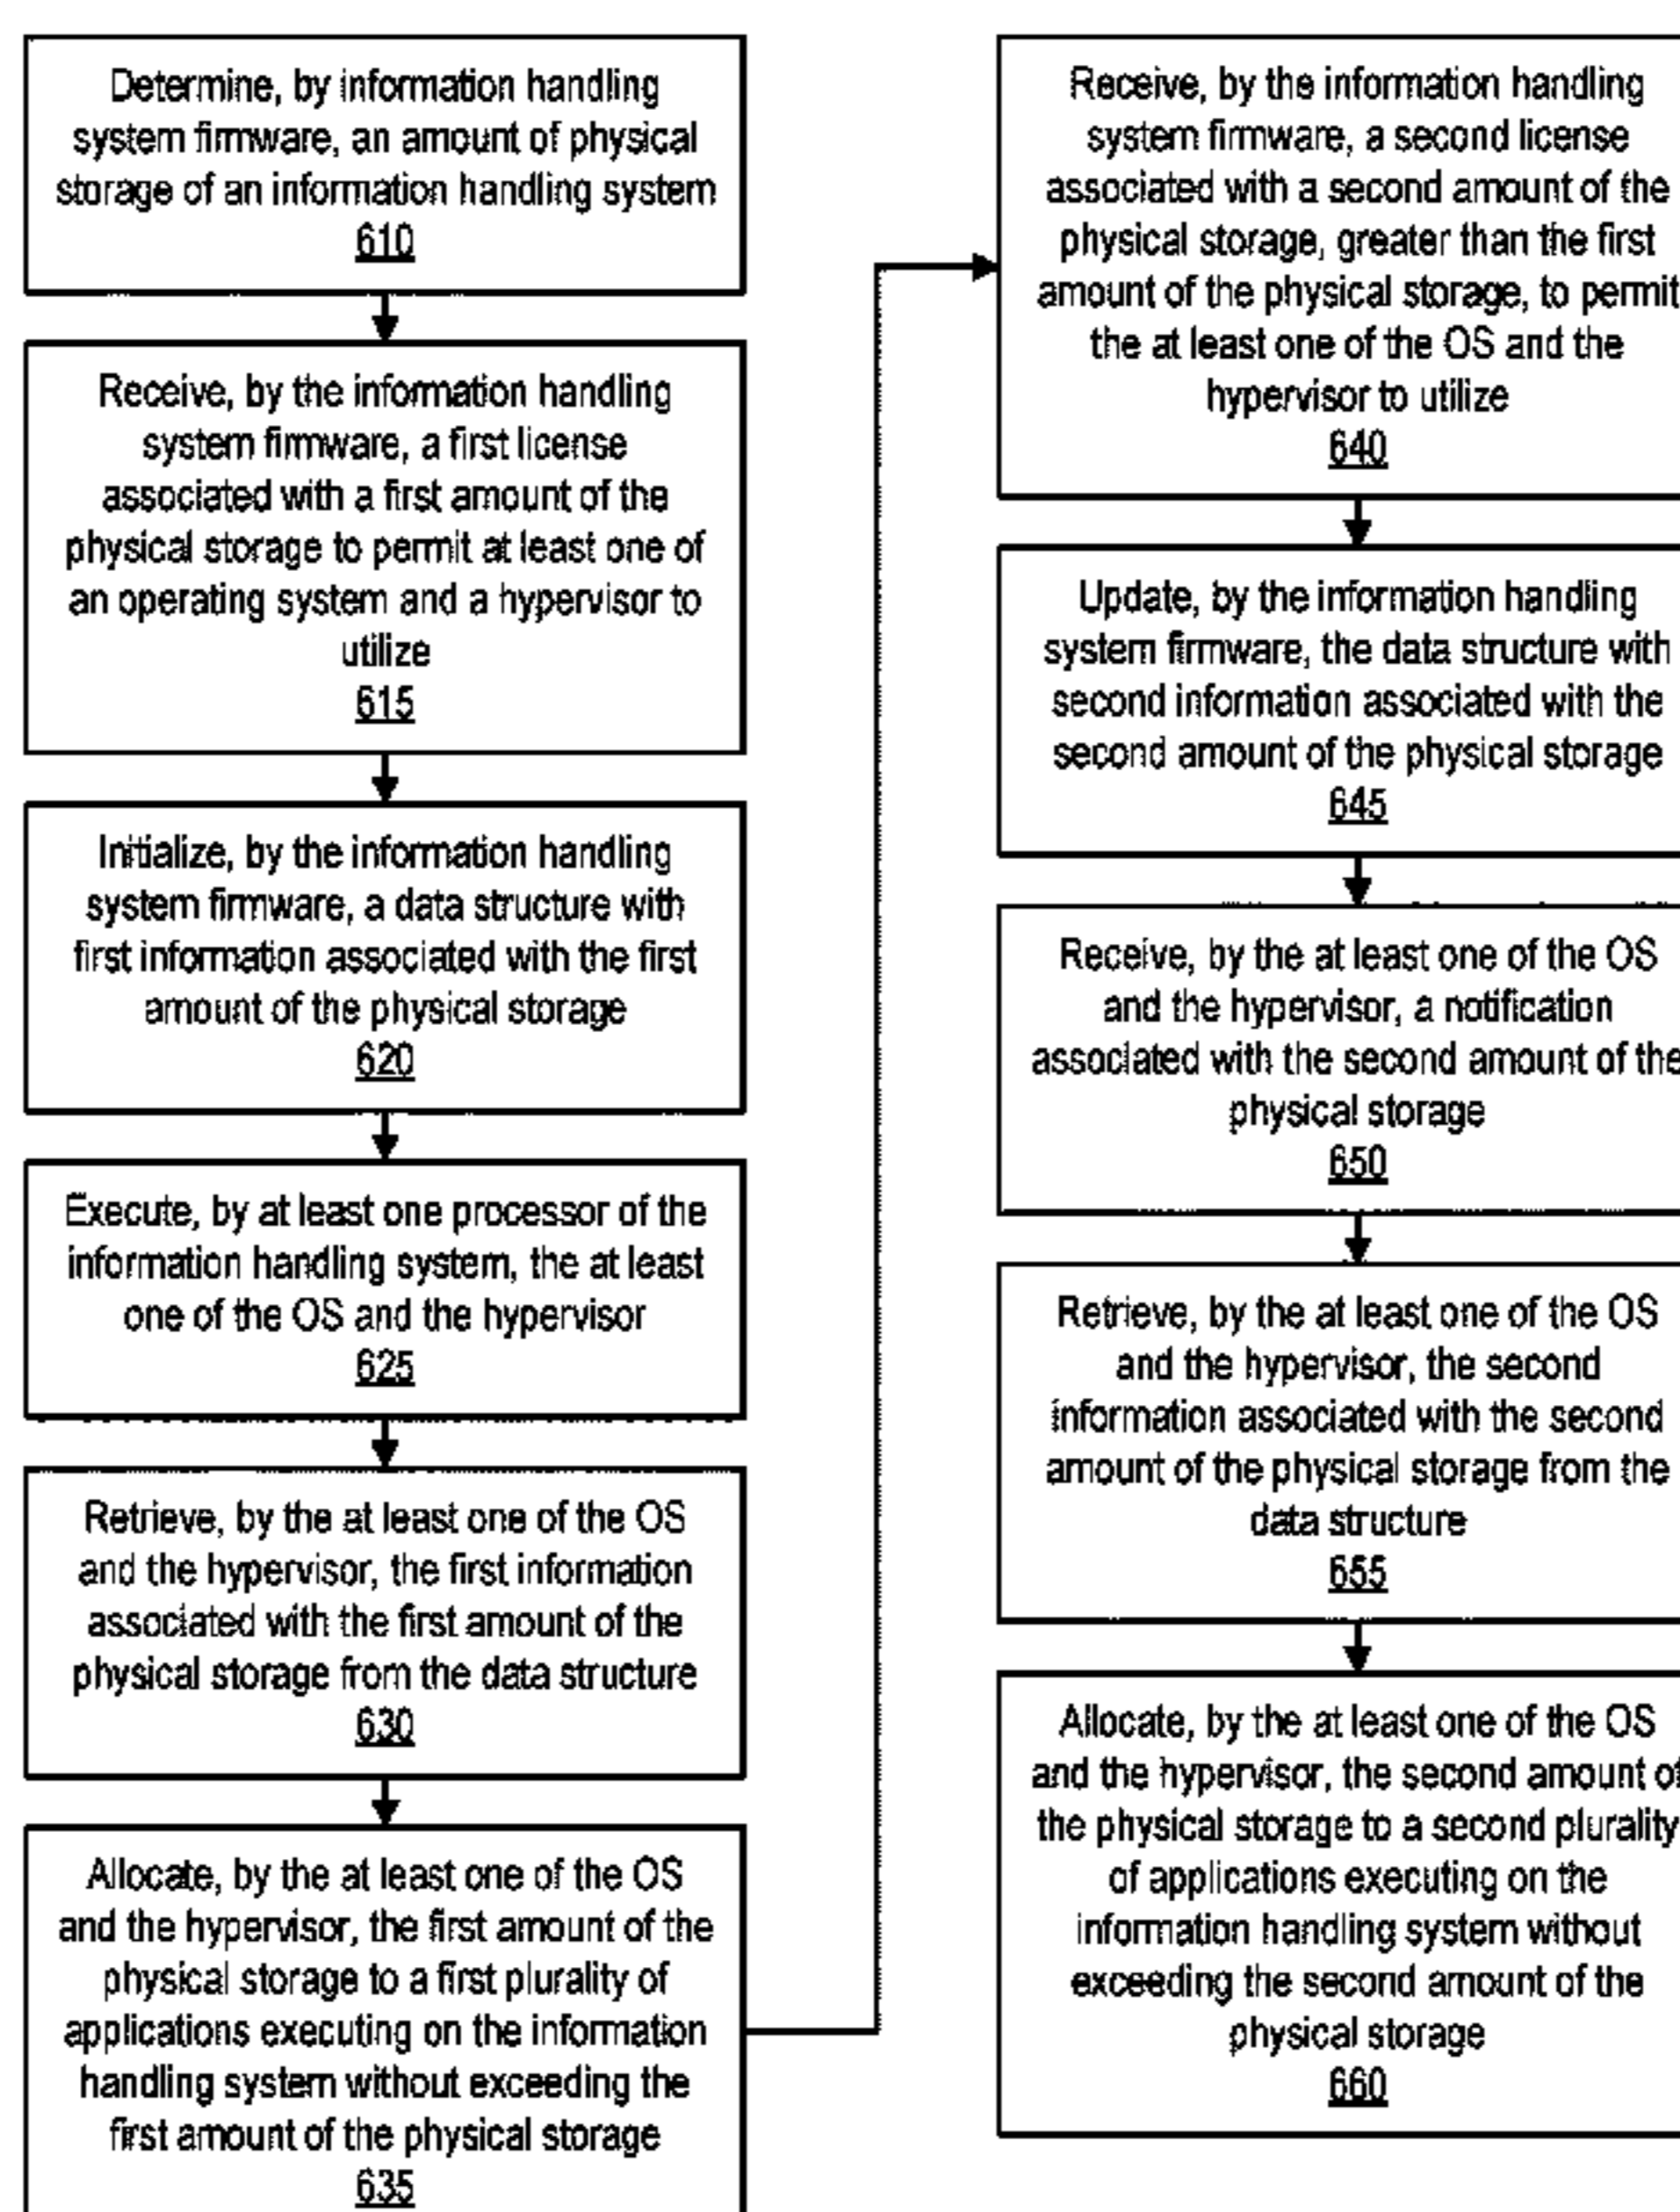 Determine, by information handling
system firmware, an amount of physical
storage of an information handling system
610
Receive, by the information handling
system firmware, a first license
associated with a first amount of the
physical storage to permit at least one of
an operating system and a hypervisor to
utilize
615
Initialize, by the information handling
system firmware, a data structure with
first information associated with the first
amount of the physical storage
620
Execute, by at least one processor of the
information handling system, the at least
one of the OS and the hypervisor
625
Retrieve, by the at least one of the OS
and the hypervisor, the first information
associated with the first amount of the
physical storage from the data structure
630
Allocate, by the at least one of the OS
and the hypervisor, the first amount of the
physical storage to a first plurality of
applications executing on the information
handling system without exceeding the
first amount of the physical storage
635
Receive, by the information handling
system firmware, a second license
associated with a second amount of the
physical storage, greater than the first
amount of the physical storage, to permit
the at least one of the OS and the
hypervisor to utilize
640
Update, by the information handling
system firmware, the data structure with
second information associated with the
second amount of the physical storage
645
Receive, by the at least one of the OS
and the hypervisor, a notification
associated with the second amount of the
physical storage
650
Retrieve, by the at least one of the OS
and the hypervisor, the second
information associated with the second
amount of the physical storage from the
data structure
655
Allocate, by the at least one of the OS
and the hypervisor, the second amount of
the physical storage to a second plurality
of applications executing on the
information handling system without
exceeding the second amount of the
physical storage
660